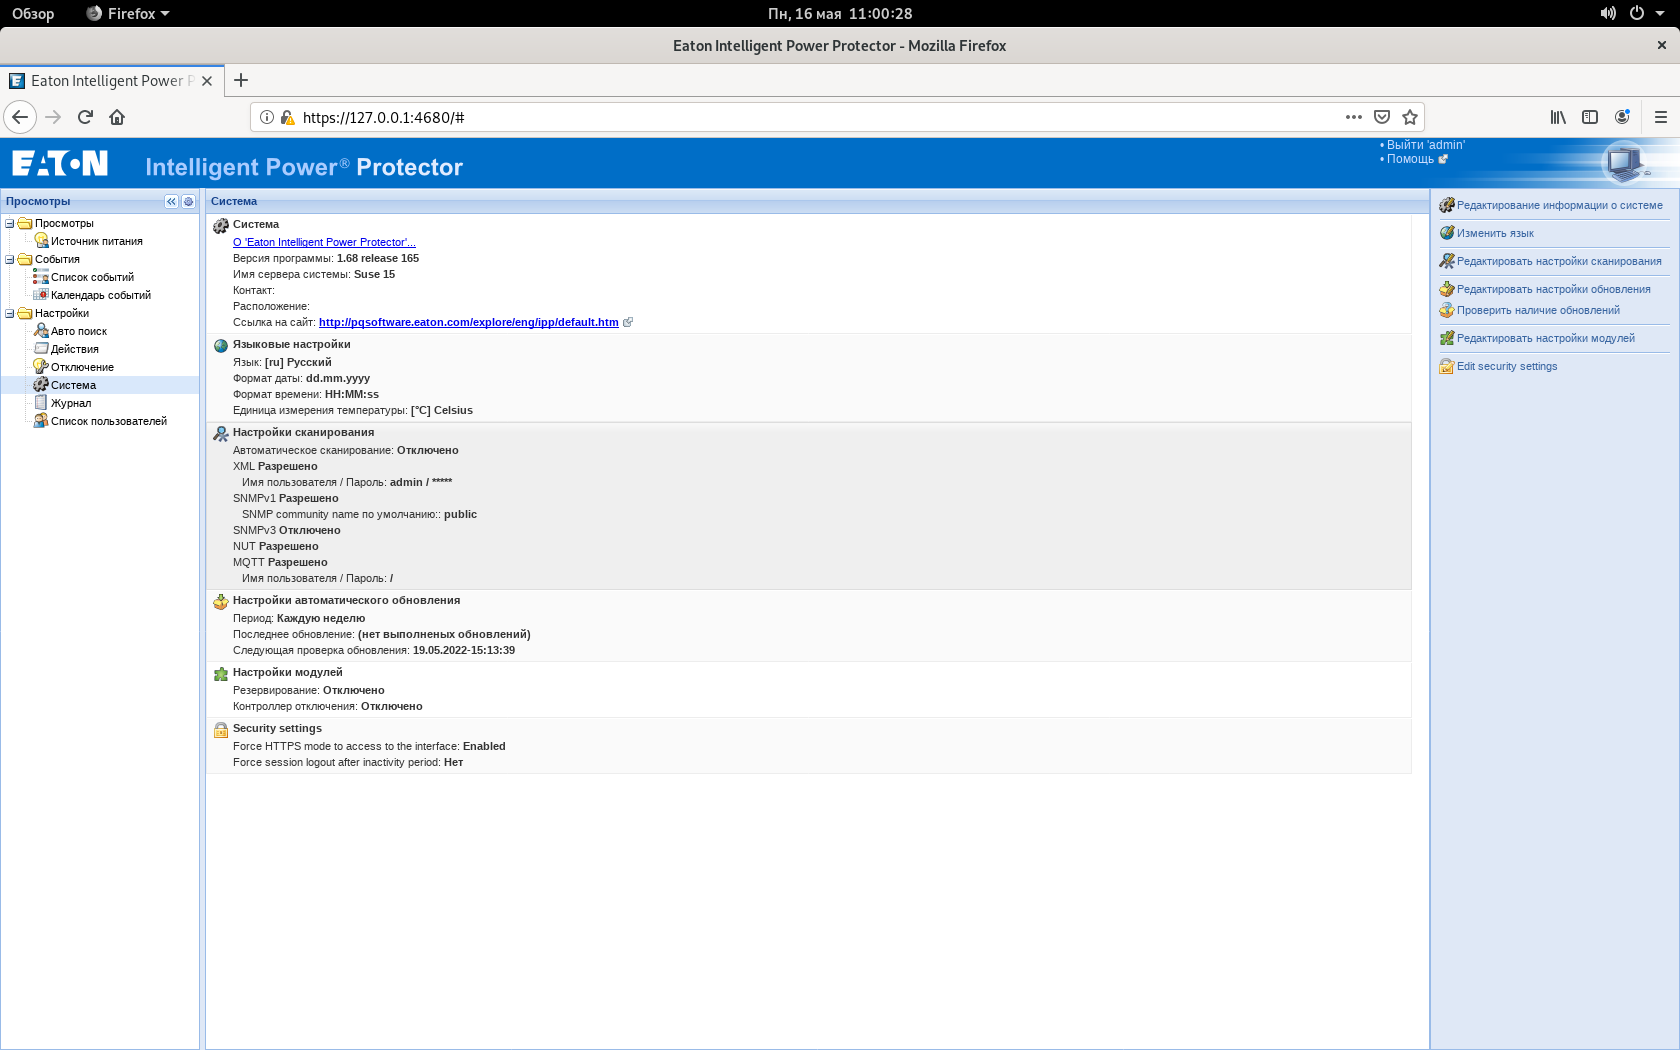 Обзор
Firefox
Пн, 16 мая 11:00:28
Eaton Intelligent Power Protector - Mozilla Firefox
Eaton Intelligent Power P
https://127.0.0.1:4680/#
EATON
Intelligent Power® Protector
• Выйти 'admin'
• Помощь
Просмотры
Просмотры
Источник питания
События
Список событий
Календарь событий
Настройки
Авто поиск
Действия
Отключение
Система
Журнал
Список пользователей
Система
Система
О 'Eaton Intelligent Power Protector'...
Версия программы: 1.68 release 165
Имя сервера системы: Suse 15
Контакт:
Расположение:
Ссылка на сайт: http://pqsoftware.eaton.com/explore/eng/ipp/default.htm
Языковые настройки
Язык: [ru] Русский
Формат даты: dd.mm.yyyy
Формат времени: HH:MM:ss
Единица измерения температуры: [°C] Celsius
Настройки сканирования
Автоматическое сканирование: Отключено
XML Разрешено
Имя пользователя / Пароль: admin / *****
SNMPv1 Разрешено
SNMP community name по умолчанию:: public
SNMPv3 Отключено
NUT Разрешено
MQTT Разрешено
Имя пользователя / Пароль: /
Настройки автоматического обновления
Период: Каждую неделю
Последнее обновление: (нет выполненых обновлений)
Следующая проверка обновления: 19.05.2022-15:13:39
Настройки модулей
Резервирование: Отключено
Контроллер отключения: Отключено
Security settings
Force HTTPS mode to access to the interface: Enabled
Force session logout after inactivity period: Нет
Редактирование информации о системе
Изменить язык
Редактировать настройки сканирования
Редактировать настройки обновления
Проверить наличие обновлений
Редактировать настройки модулей
Edit security settings